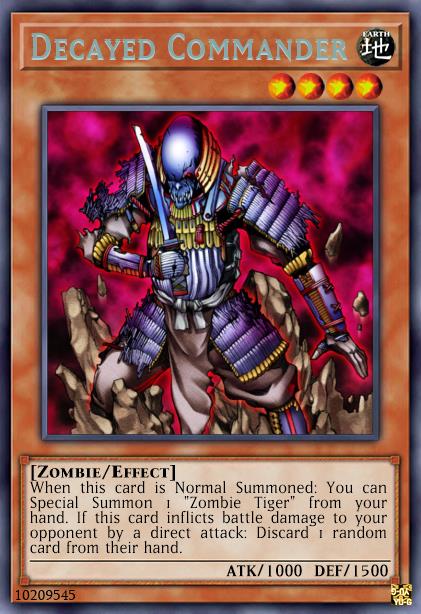 DECAYED COMMANDER
EARTH
地
[ZOMBIE/EFFECT]
When this card is Normal Summoned: You can
Special Summon 1 "Zombie Tiger" from your
hand. If this card inflicts battle damage to your
opponent by a direct attack: Discard 1 random
card from their hand.
ATK/1000 DEF/1500
10209545